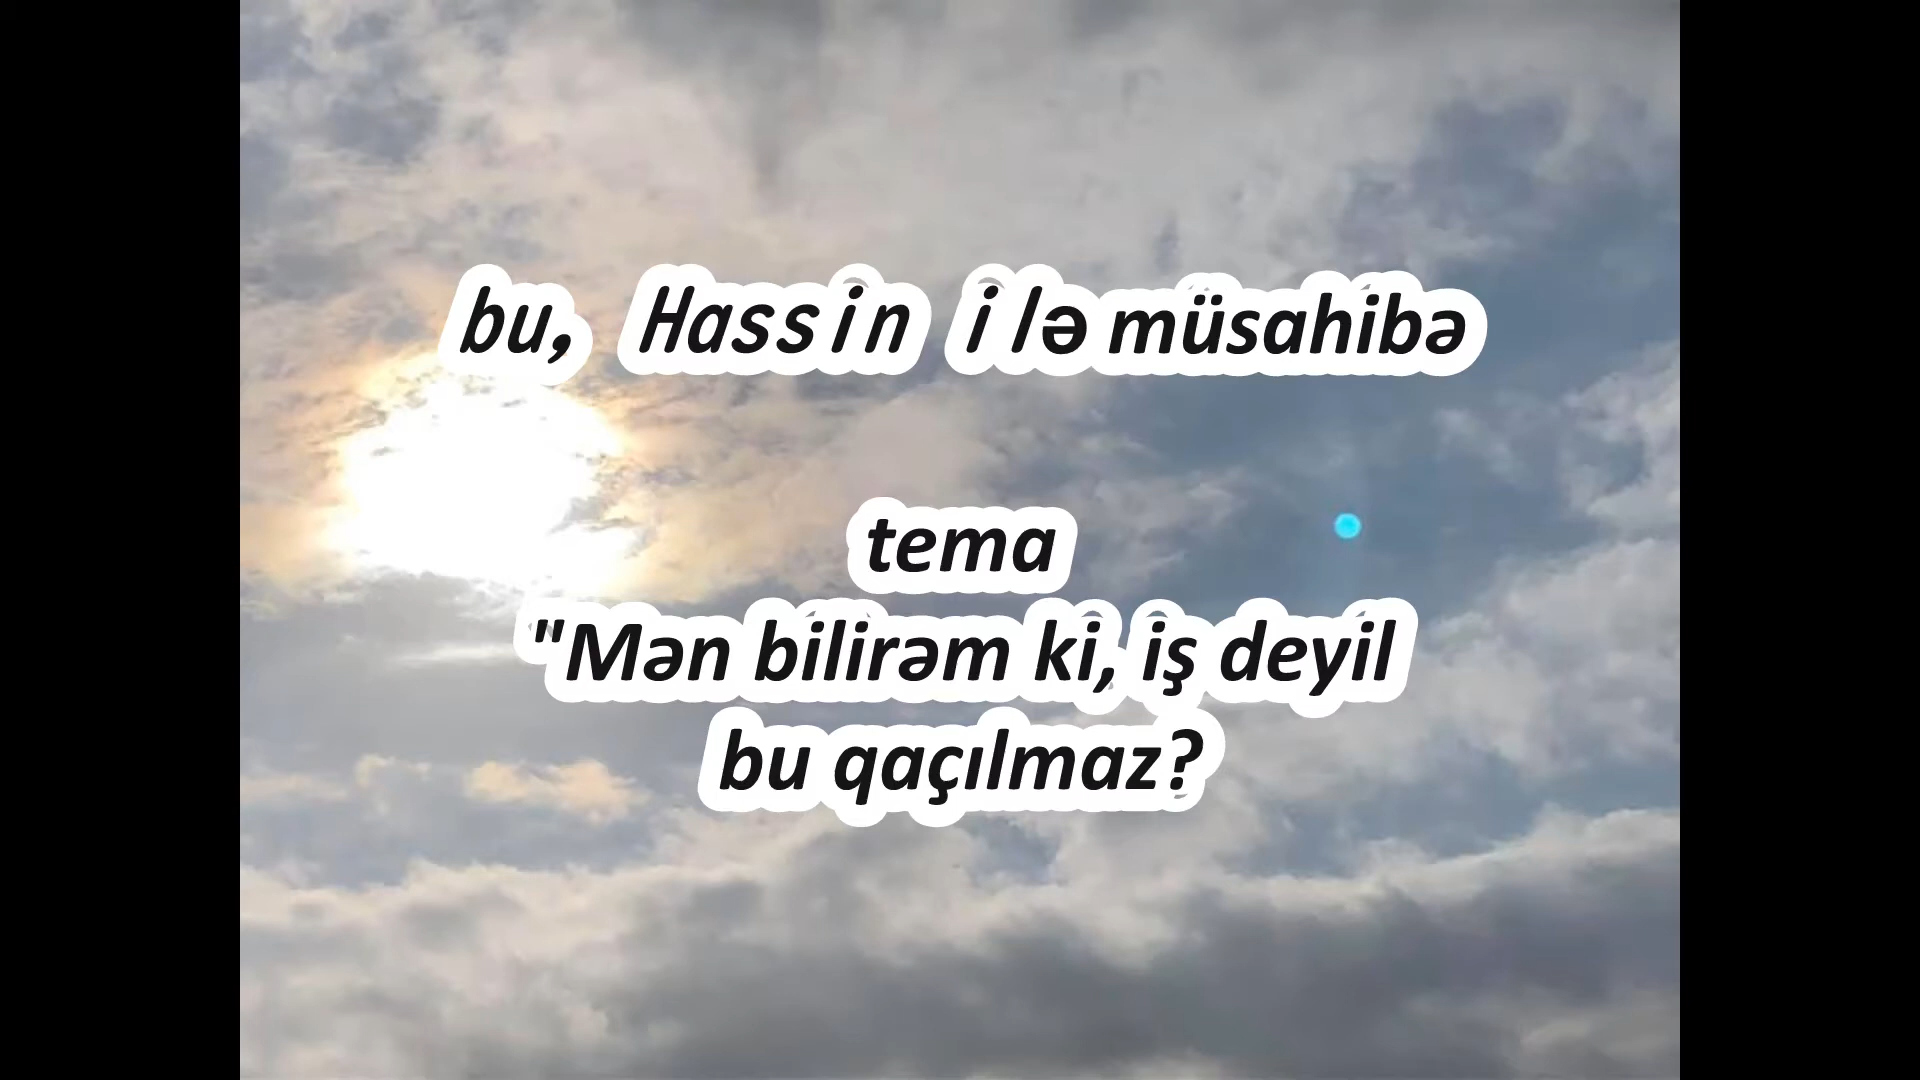 bu, Hassin ilə müsahibə
tema
"Mən bilirəm ki, iş deyil
bu qaçılmaz?